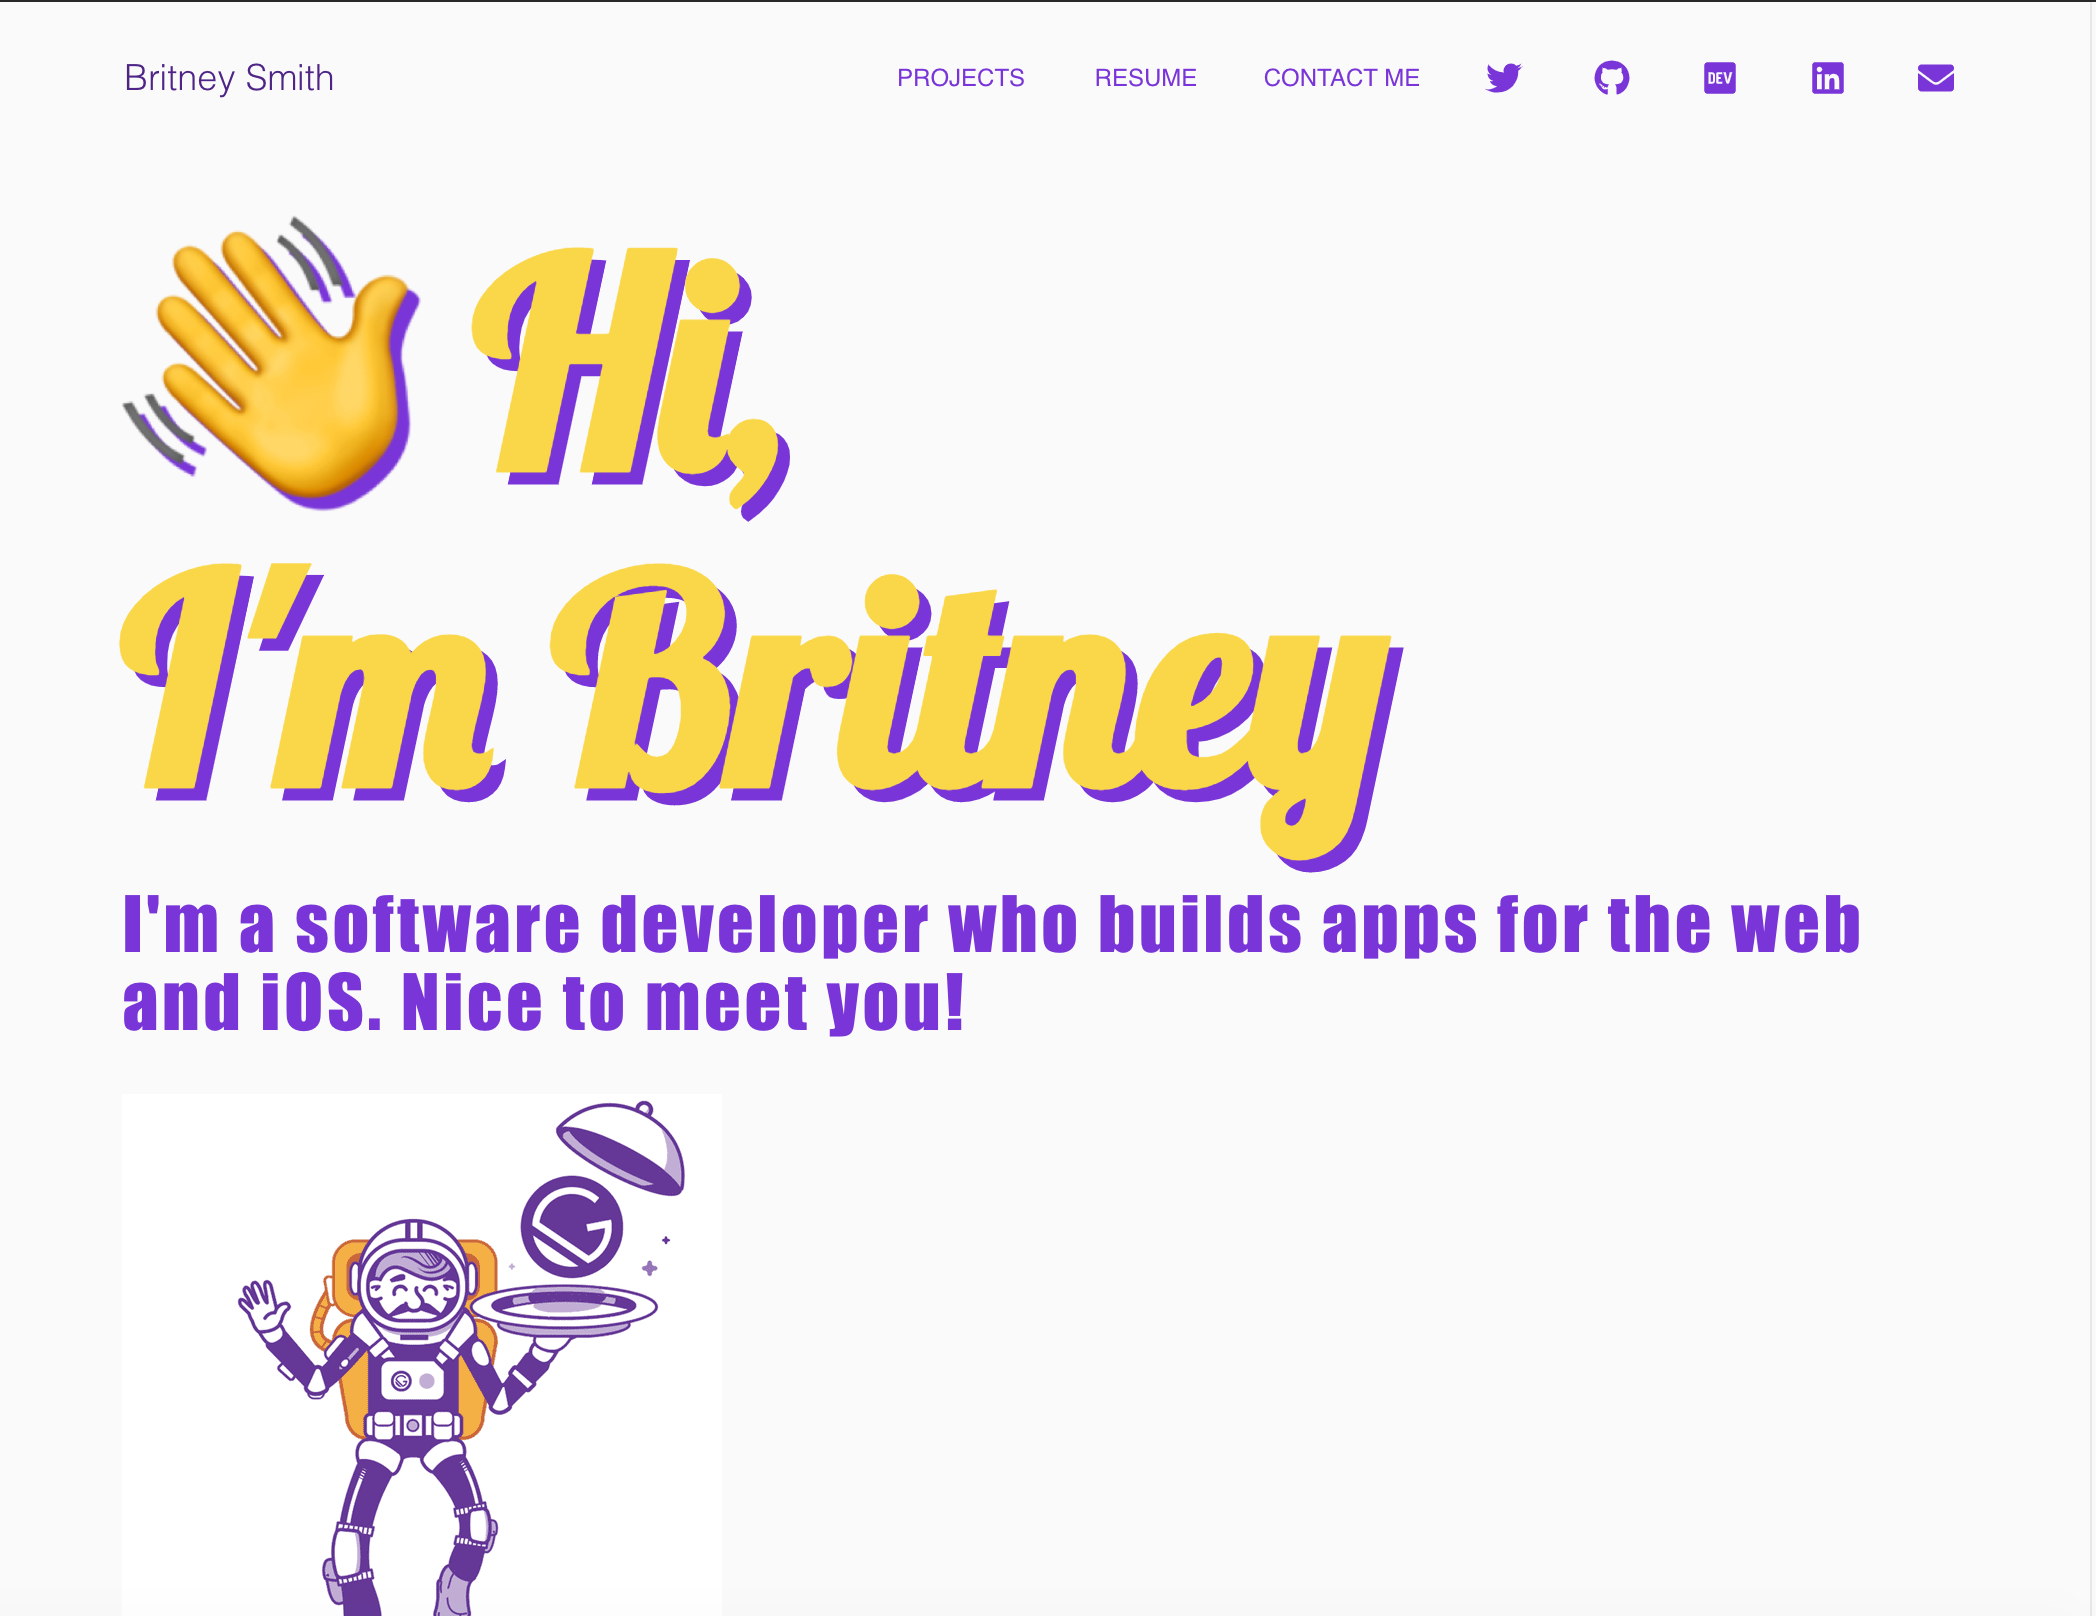 Britney Smith
PROJECTS RESUME CONTACT ME DEV in
Hi,
I'm Britney
I'm a software developer who builds apps for the web
and iOS. Nice to meet you!